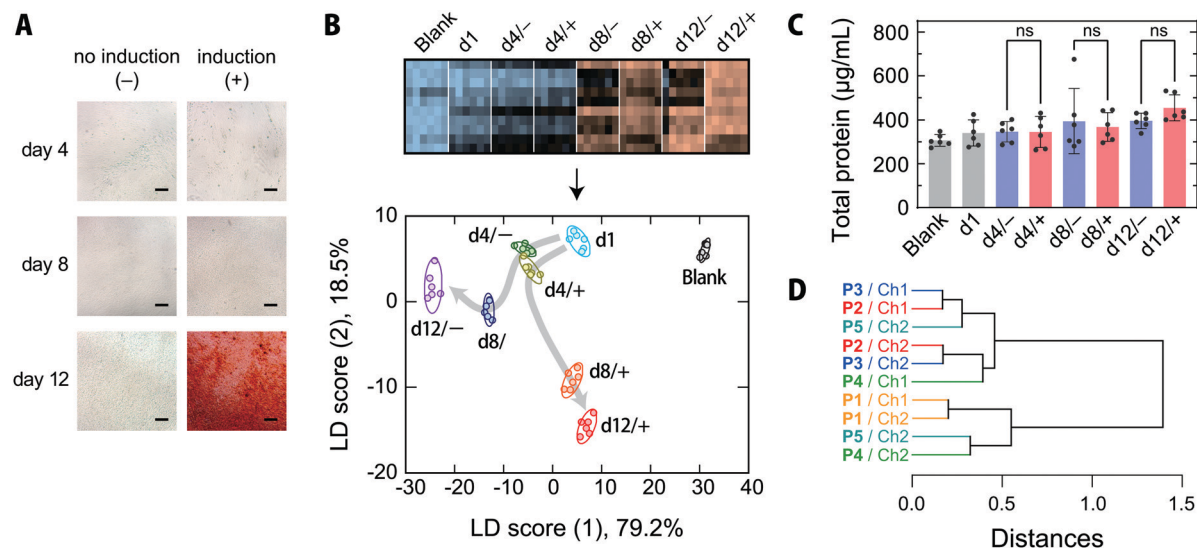 A
no induction
(–)
induction
(+)
day 4
day 8
day 12
B
Blank
d1
d4/–
d4/+
d8/–
d8/+
d12/–
d12/+
LD score (2), 18.5%
10
0
-10
-20
d4/–
d1
d4/+
Blank
d12/–
d8/
d8/+
d12/+
-30
-20
-10
0
10
20
30
40
LD score (1), 79.2%
C
Total protein (μg/mL)
800
600
400
200
0
ns
ns
ns
Blank
d1
d4/-
d4/+
d8/-
d8/+
d12/-
d12/+
D
P3 / Ch1
P2 / Ch1
P5 / Ch2
P2 / Ch2
P3 / Ch2
P4 / Ch1
P1 / Ch1
P1 / Ch2
P5 / Ch2
P4 / Ch2
0.0
0.5
1.0
1.5
Distances